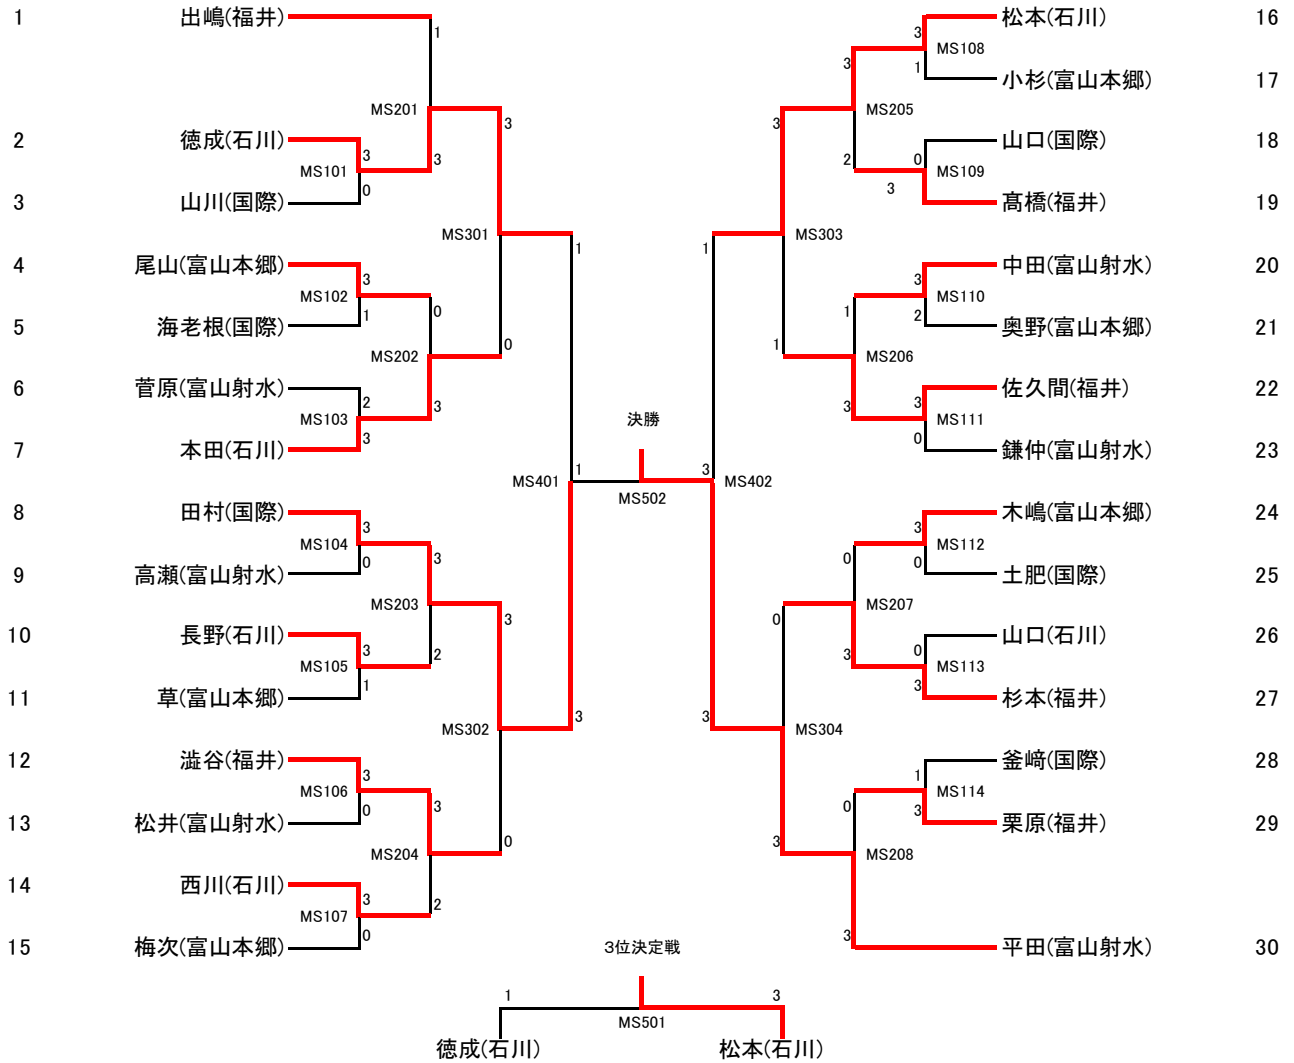 1 出嶋(福井) 1 松本(石川) 16
3 MS108
3 1 小杉(富山本郷) 17
MS201 3 3 MS205
2 徳成(石川) 山口(国際) 18
3 3 2 0
MS101 MS109
0 3
3 山川(国際) 髙橋(福井) 19
MS301 1 1 MS303
4 尾山(富山本郷) 中田(富山射水) 20
3 3
MS102 0 1 MS110
1 2
5 海老根(国際) 奥野(富山本郷) 21
MS202 0 1 MS206
6 菅原(富山射水) 佐久間(福井) 22
2 3 3 3
MS103 決勝 MS111
3 0
7 本田(石川) 鎌仲(富山射水) 23
MS401 1 3 MS402
MS502
8 田村(国際) 木嶋(富山本郷) 24
3 3
MS104 3 0 MS112
0 0
9 高瀬(富山射水) 土肥(国際) 25
MS203 3 0 MS207
10 長野(石川) 山口(石川) 26
3 2 3 0
MS105 MS113
1 3
11 草(富山本郷) 杉本(福井) 27
MS302 3 3 MS304
12 澁谷(福井) 釜﨑(国際) 28
3 1
MS106 3 0 MS114
0 3
13 松井(富山射水) 栗原(福井) 29
MS204 0 3 MS208
14 西川(石川)
3 2
MS107
0 3
15 梅次(富山本郷) 3位決定戦 平田(富山射水) 30
1 3
MS501
徳成(石川) 松本(石川)